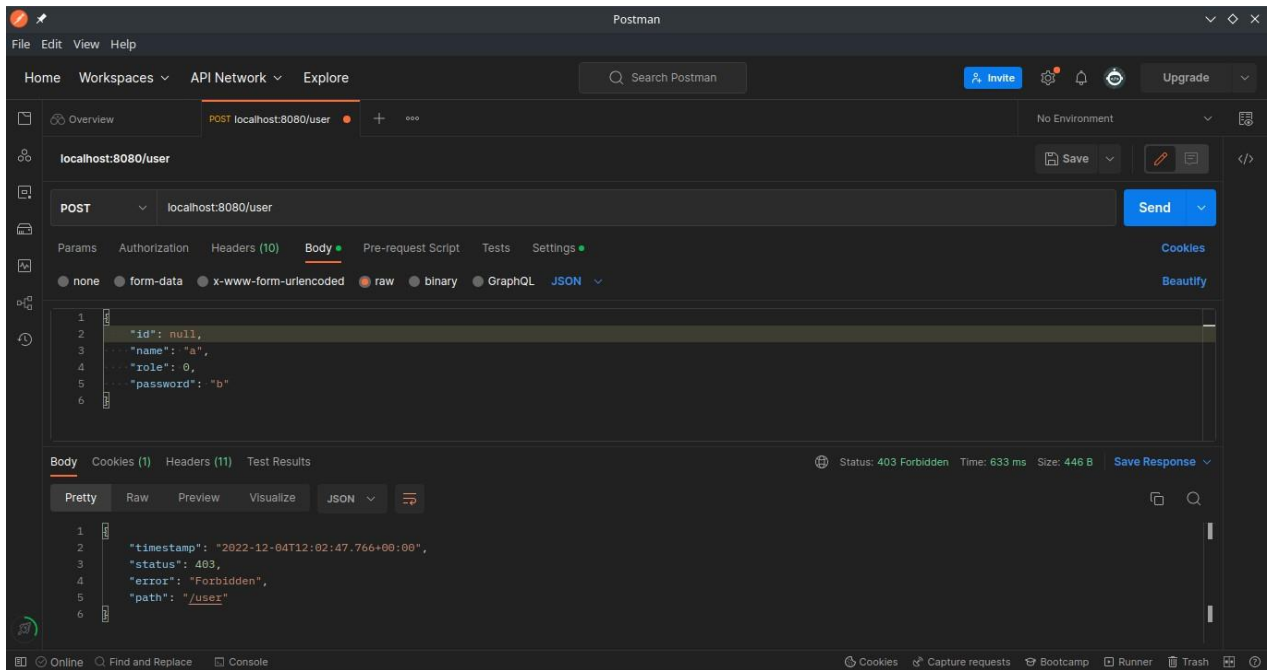 Postman
File Edit View Help
Home Workspaces API Network Explore Search Postman Invite Upgrade
Overview POST localhost:8080/user No Environment
localhost:8080/user Save
POST localhost:8080/user Send
Params Authorization Headers (10) Body Pre-request Script Tests Settings Cookies
none form-data x-www-form-urlencoded raw binary GraphQL JSON Beautify
1 {
2 "id": null,
3 "name": "a",
4 "role": 0,
5 "password": "b"
6 }
Body Cookies (1) Headers (11) Test Results Status: 403 Forbidden Time: 633 ms Size: 446 B Save Response
Pretty Raw Preview Visualize JSON
1 {
2 "timestamp": "2022-12-04T12:02:47.766+00:00",
3 "status": 403,
4 "error": "Forbidden",
5 "path": "/user"
6 }
Online Find and Replace Console Cookies Capture requests Bootcamp Runner Trash